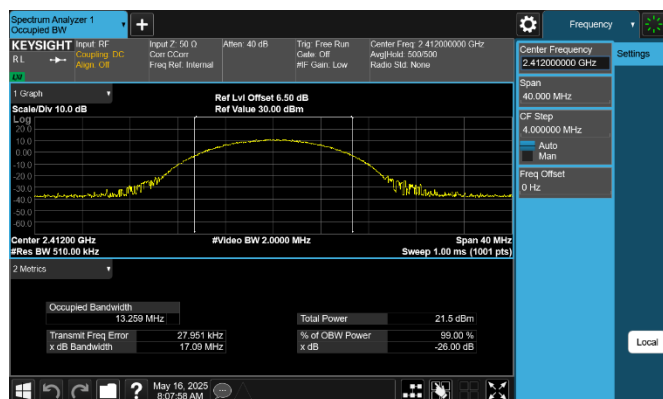 Spectrum Analyzer 1
Occupied BW
+
Frequency
KEYSIGHT
R L
Input: RF
Coupling: DC
Align: Off
Input Z: 50 Ω
Corr CCorr
Freq Ref: Internal
Atten: 40 dB
Trig: Free Run
Gate: Off
#IF Gain: Low
Center Freq: 2.412000000 GHz
Avg|Hold: 500/500
Radio Std: None
LXI
Center Frequency
2.412000000 GHz
Settings
Span
40.000 MHz
CF Step
4.000000 MHz
Auto
Man
Freq Offset
0 Hz
Local
1 Graph
Scale/Div 10.0 dB
Ref Lvl Offset 6.50 dB
Ref Value 30.00 dBm
Log
20.0
10.0
0.00
-10.0
-20.0
-30.0
-40.0
-50.0
-60.0
Center 2.41200 GHz
#Res BW 510.00 kHz
#Video BW 2.0000 MHz
Span 40 MHz
Sweep 1.00 ms (1001 pts)
2 Metrics
Occupied Bandwidth
13.259 MHz
Total Power 21.5 dBm
Transmit Freq Error 27.951 kHz
% of OBW Power 99.00 %
x dB Bandwidth 17.09 MHz
x dB -26.00 dB
?
May 16, 2025
8:07:58 AM